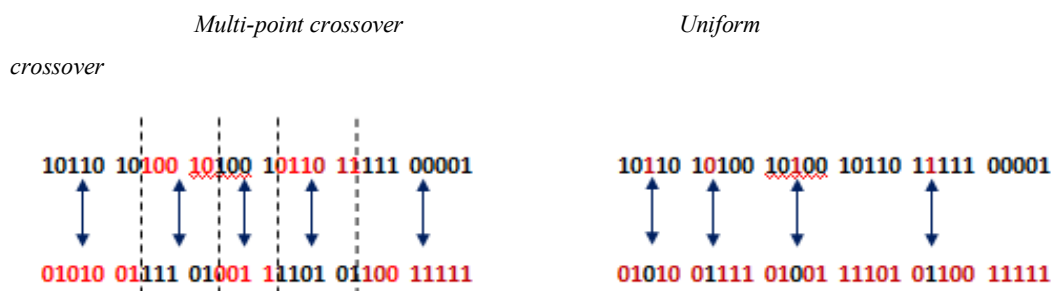 Multi-point crossover Uniform
crossover
10110 10100 10100 10110 11111 00001 10110 10100 10100 10110 11111 00001
01010 01111 01001 11101 01100 11111 01010 01111 01001 11101 01100 11111